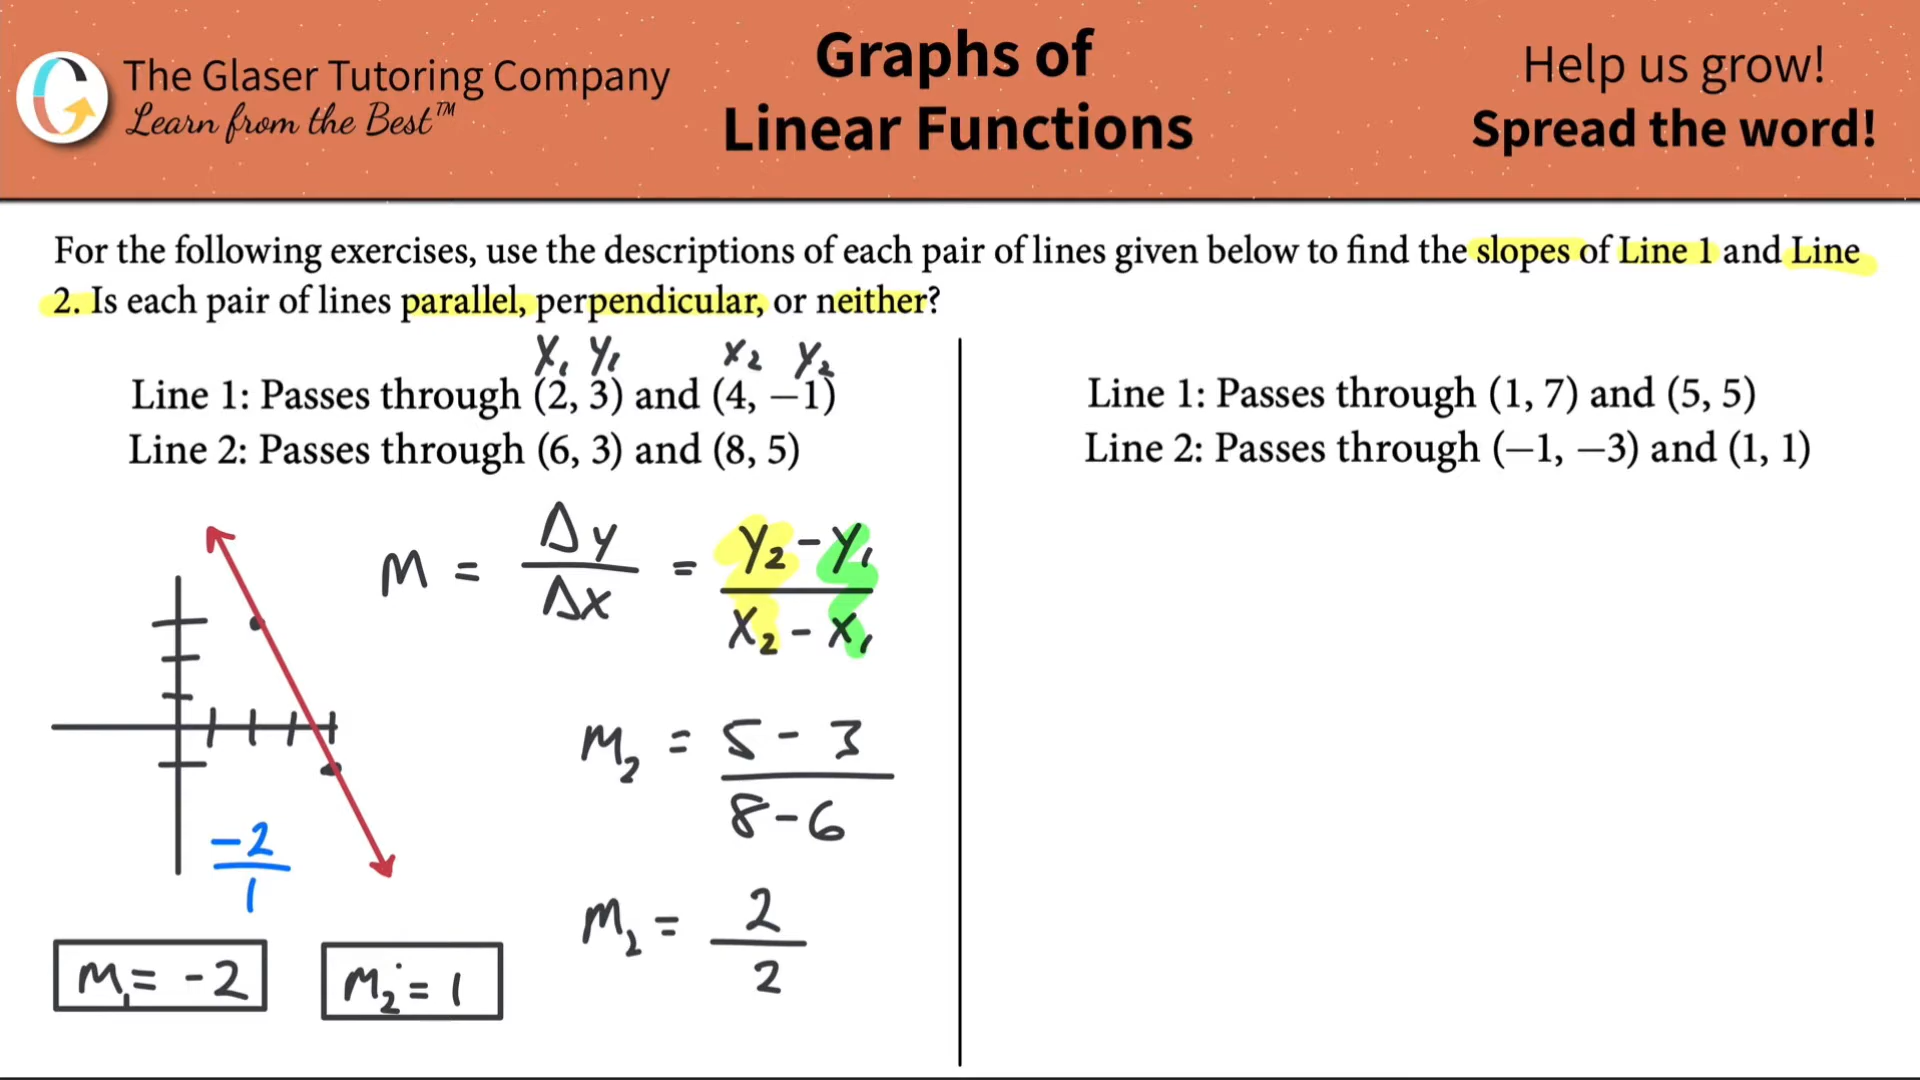 The Glaser Tutoring Company
Learn from the Best™
Graphs of
Linear Functions
Help us grow!
Spread the word!
For the following exercises, use the descriptions of each pair of lines given below to find the slopes of Line 1 and Line
2. Is each pair of lines parallel, perpendicular, or neither?
x₁ y₁ x₂ y₂
Line 1: Passes through (2, 3) and (4, −1)
Line 2: Passes through (6, 3) and (8, 5)
m = Δy/Δx = y₂ - y₁ / x₂ - x₁
m₂ = 5 - 3 / 8 - 6
-2/1
m₂ = 2/2
m₁ = -2
m₂ = 1
Line 1: Passes through (1, 7) and (5, 5)
Line 2: Passes through (−1, −3) and (1, 1)